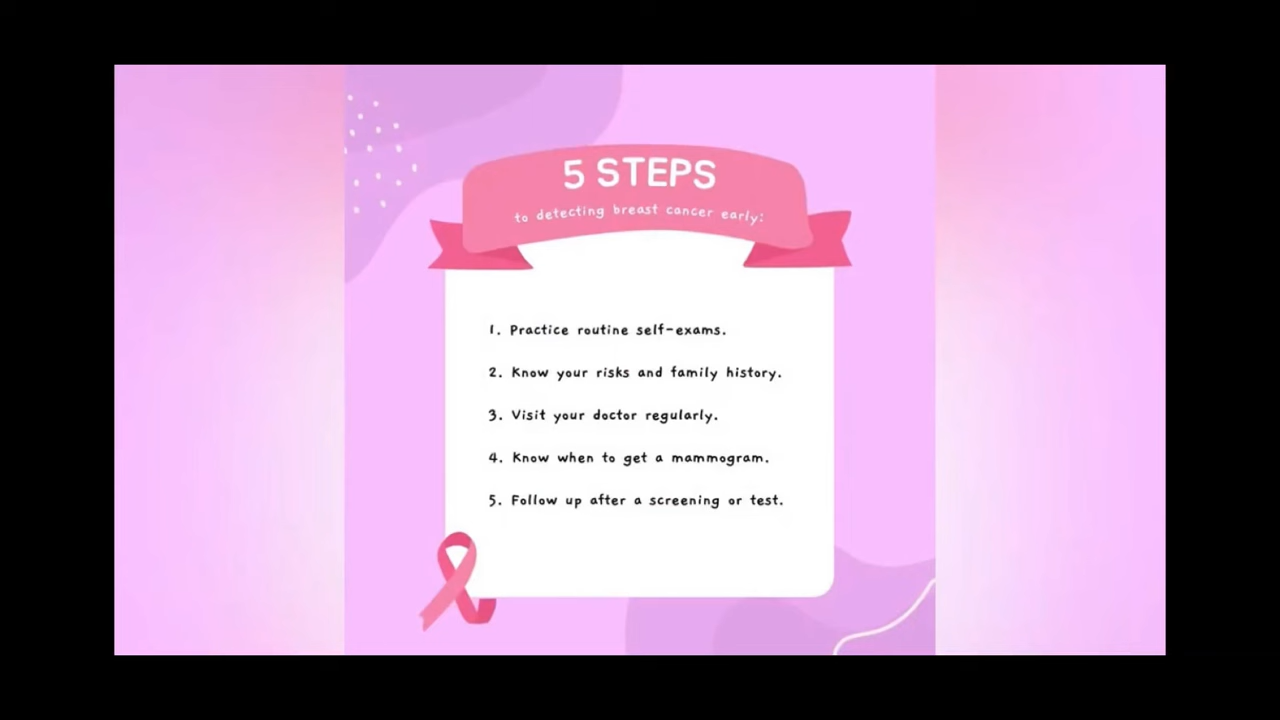 5 STEPS
to detecting breast cancer early:
1. Practice routine self-exams.
2. Know your risks and family history.
3. Visit your doctor regularly.
4. Know when to get a mammogram.
5. Follow up after a screening or test.